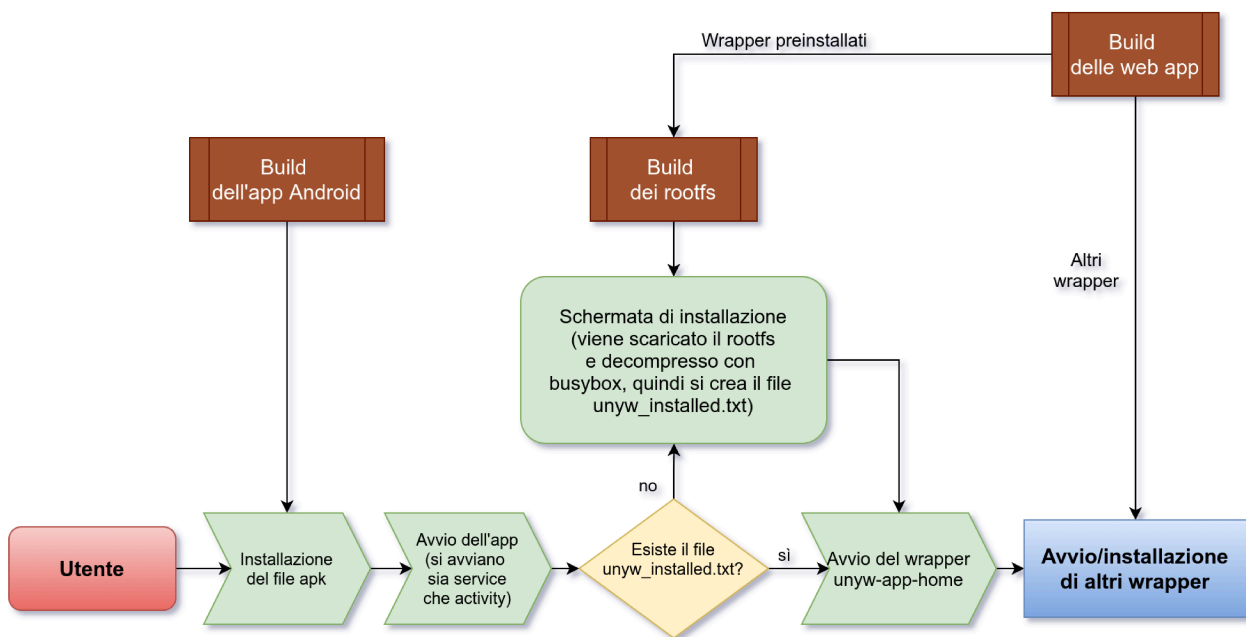 Wrapper preinstallati
Build
delle web app
Build
dell'app Android
Build
dei rootfs
Altri
wrapper
Schermata di installazione
(viene scaricato il rootfs
e decompresso con
busybox, quindi si crea il file
unyw_installed.txt)
no
Utente
Installazione
del file apk
Avvio dell'app
(si avviano
sia service
che activity)
Esiste il file
unyw_installed.txt?
sì
Avvio del wrapper
unyw-app-home
Avvio/installazione
di altri wrapper